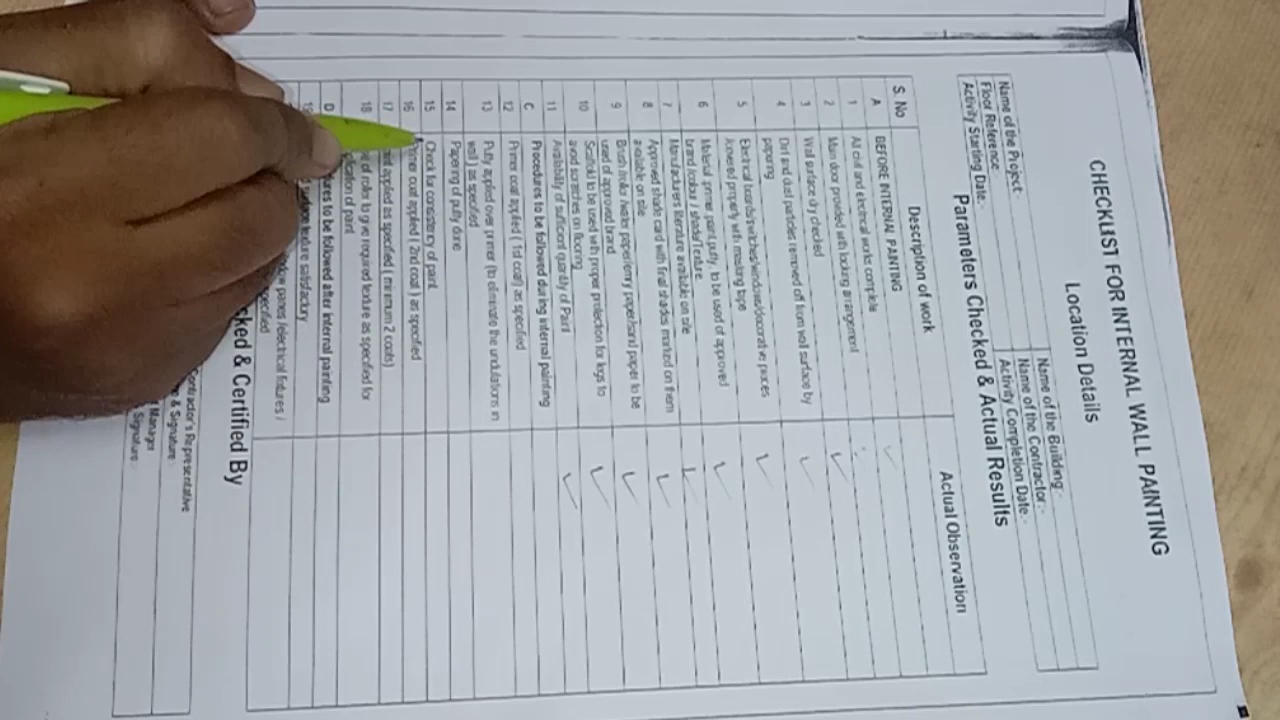 CHECKLIST FOR INTERNAL WALL PAINTING
Location Details
Name of the Project:- Name of the Building:-
Floor Reference Name of the Contractor:-
Activity Starting Date:- Activity Completion Date:-
Parameters Checked & Actual Results
S. No Description of work Actual Observation
A BEFORE INTERNAL PAINTING
1 All civil and electrical works complete
2 Main door provided with locking arrangement
3 Wall surface dry checked
4 Dirt and dust particles removed off from wall surface by
papering
5 Electrical boards/switches/windows/decorative pieces
covered properly with masking tape
6 Material primer paint,putty, to be used of approved
brand /colour / shade/Texture.
7 Manufacturers literature available on site
8 Approved shade card with final shades marked on them
available on site
9 Brush /roller /water paper/emry paper/sand paper to be
used of approved brand
10 Scaffold to be used with proper protection for legs to
avoid scratches on flooring
11 Availability of sufficient quantity of Paint
C Procedures to be followed during internal painting
12 Primer coat applied ( 1st coat) as specified
13 Putty applied over primer (to eliminate the undulations in
wall ) as specified
14 Papering of putty done
15 Check for consistency of paint
16 coat applied ( 2nd coat ) as specified
17 applied as specified ( minimum 2 coats)
18 of roller to give required texture as specified for
of paint
D to be followed after internal painting
surface texture satisfactory
panes /electrical fixtures /
& Certified By
Representative
& Signature
Manager
Signature